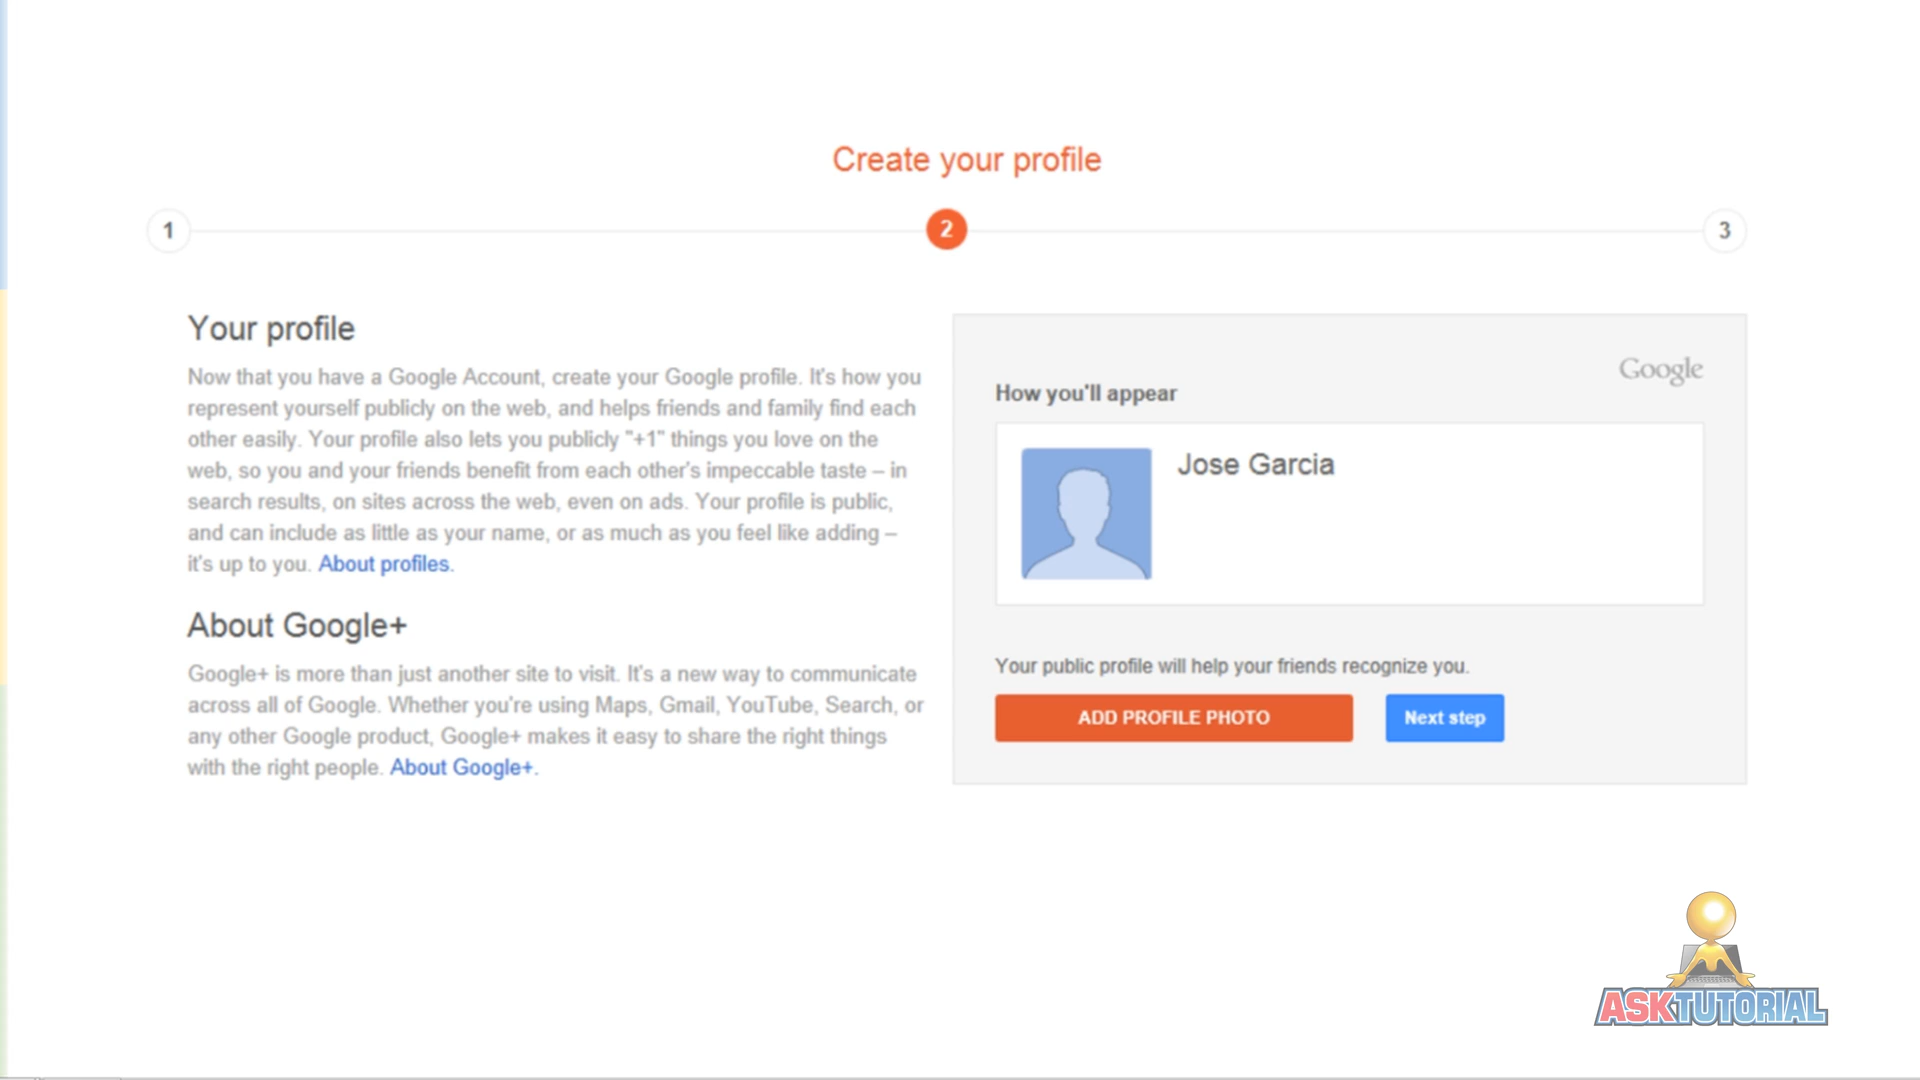 Create your profile
1
2
3
Your profile
Now that you have a Google Account, create your Google profile. It's how you
represent yourself publicly on the web, and helps friends and family find each
other easily. Your profile also lets you publicly "+1" things you love on the
web, so you and your friends benefit from each other's impeccable taste – in
search results, on sites across the web, even on ads. Your profile is public,
and can include as little as your name, or as much as you feel like adding –
it's up to you. About profiles.
About Google+
Google+ is more than just another site to visit. It's a new way to communicate
across all of Google. Whether you're using Maps, Gmail, YouTube, Search, or
any other Google product, Google+ makes it easy to share the right things
with the right people. About Google+.
Google
How you'll appear
Jose Garcia
Your public profile will help your friends recognize you.
ADD PROFILE PHOTO
Next step
ASKTUTORIAL